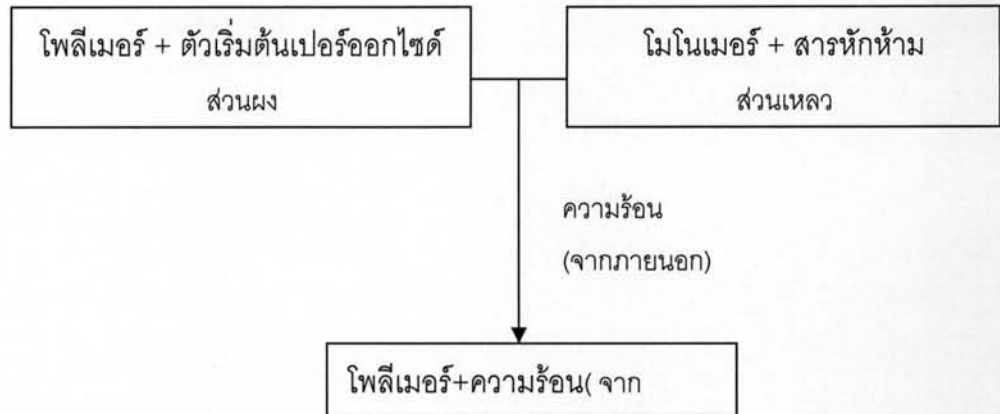 โพลีเมอร์ + ตัวเริ่มต้นเปอร์ออกไซด์
ส่วนผง
โมโนเมอร์ + สารหักห้าม
ส่วนเหลว
ความร้อน
(จากภายนอก)
โพลีเมอร์+ความร้อน( จาก